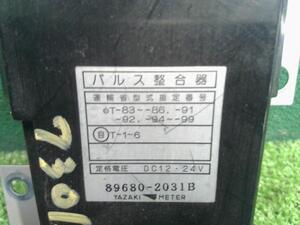 パルス整合器
運輸省型式指定番号
⊖T-83~-86.-91
-92.-94~-99
ⒷT-1~6
定格電圧 DC12・24V
89680-2031B
YAZAKI METER